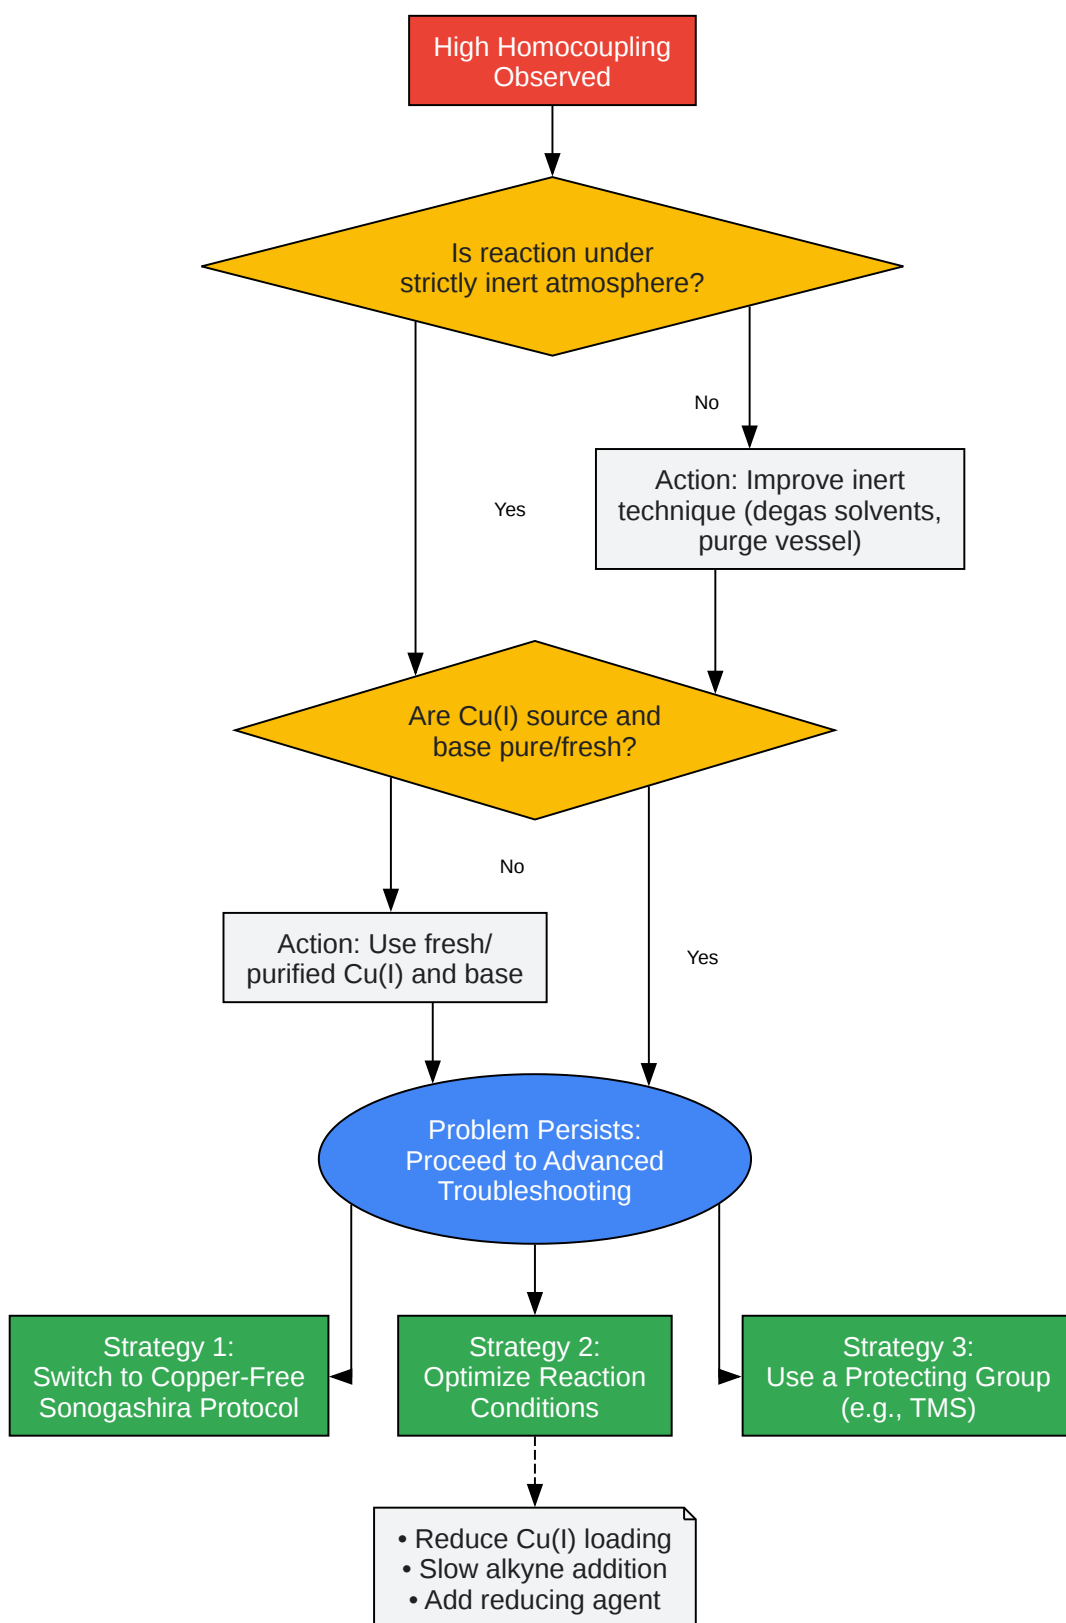 High Homocoupling
Observed
Is reaction under
strictly inert atmosphere?
No
Action: Improve inert
technique (degas solvents,
purge vessel)
Yes
Are Cu(I) source and
base pure/fresh?
No
Action: Use fresh/
purified Cu(I) and base
Yes
Problem Persists:
Proceed to Advanced
Troubleshooting
Strategy 1:
Switch to Copper-Free
Sonogashira Protocol
Strategy 2:
Optimize Reaction
Conditions
Strategy 3:
Use a Protecting Group
(e.g., TMS)
• Reduce Cu(I) loading
• Slow alkyne addition
• Add reducing agent